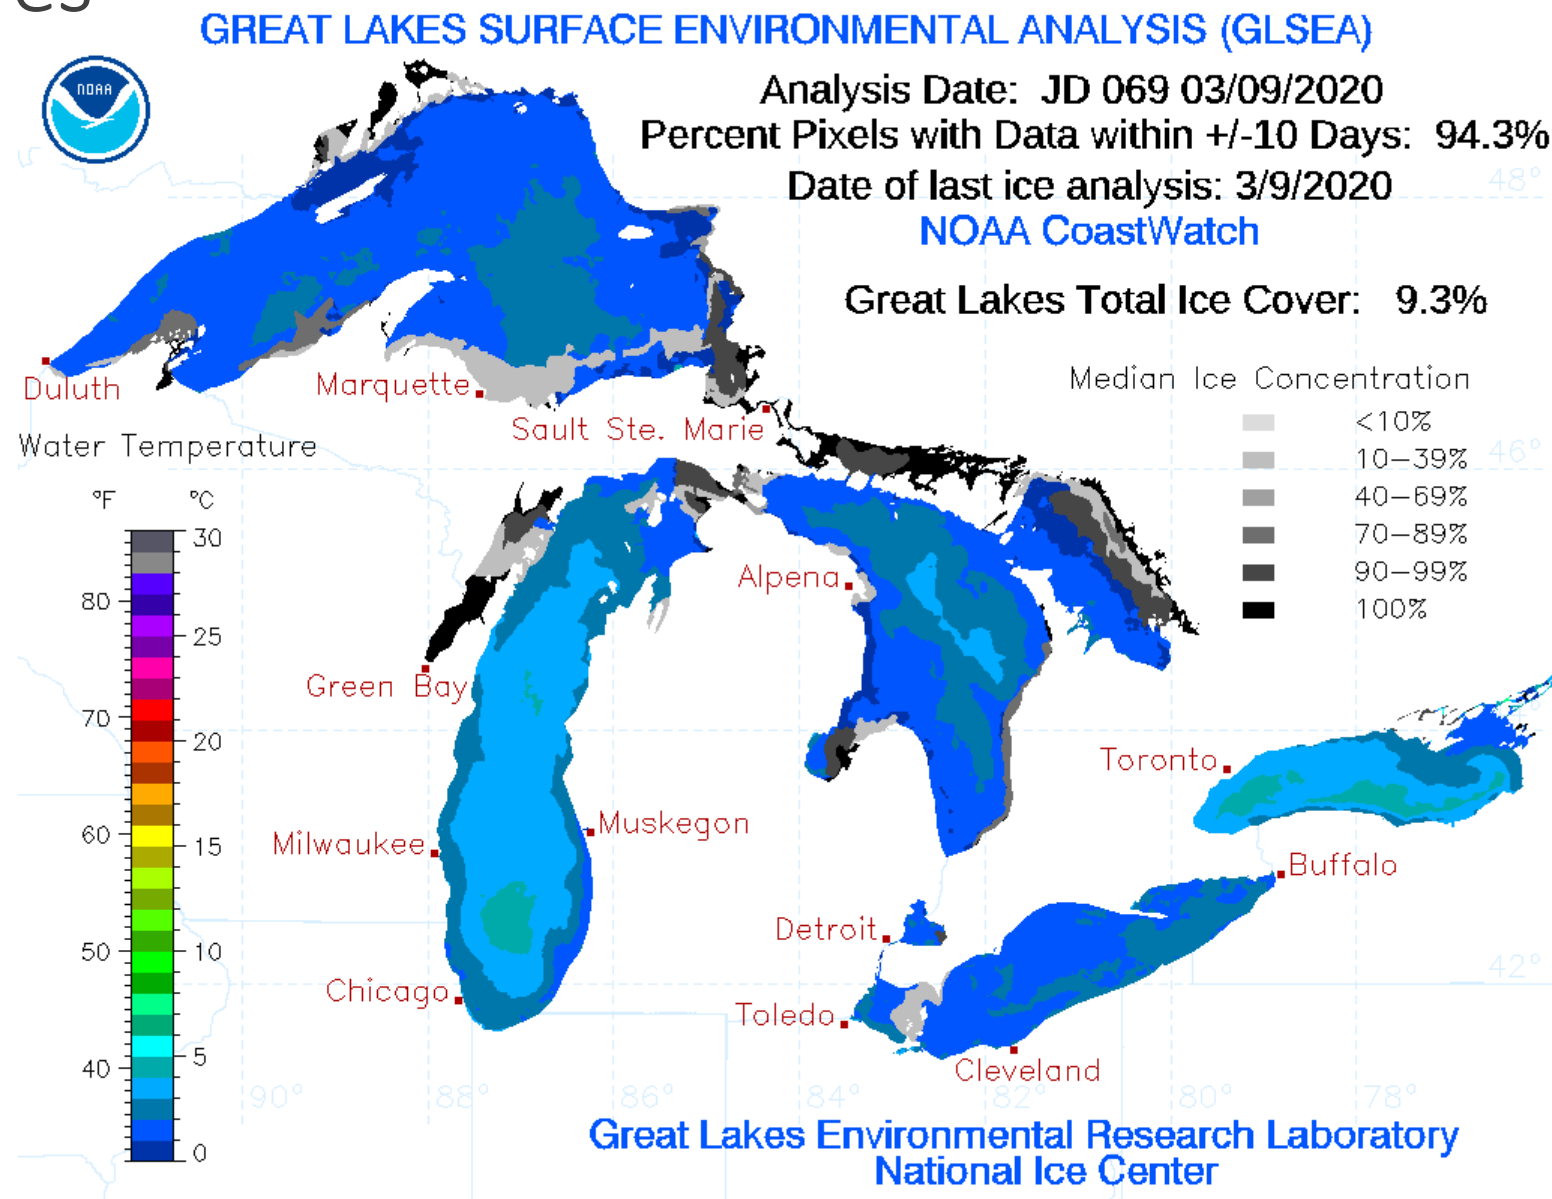 GREAT LAKES SURFACE ENVIRONMENTAL ANALYSIS (GLSEA)
NOAA
Analysis Date: JD 069 03/09/2020
Percent Pixels with Data within +/-10 Days: 94.3%
Date of last ice analysis: 3/9/2020
48°
NOAA CoastWatch
Great Lakes Total Ice Cover: 9.3%
Duluth
Marquette
Sault Ste. Marie
Median Ice Concentration
<10%
10-39%
46°
40-69%
70-89%
90-99%
100%
Water Temperature
°F °C
30
80
25
70
20
60
15
50
10
40
5
0
Alpena
Green Bay
Toronto
Milwaukee
Muskegon
Buffalo
Detroit
Chicago
42°
Toledo
Cleveland
90° 88° 86° 84° 82° 80° 78°
Great Lakes Environmental Research Laboratory
National Ice Center